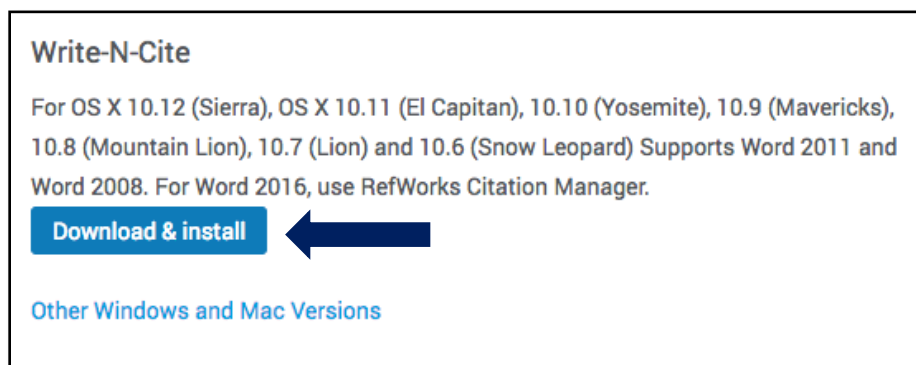 Write-N-Cite
For OS X 10.12 (Sierra), OS X 10.11 (El Capitan), 10.10 (Yosemite), 10.9 (Mavericks),
10.8 (Mountain Lion), 10.7 (Lion) and 10.6 (Snow Leopard) Supports Word 2011 and
Word 2008. For Word 2016, use RefWorks Citation Manager.
Download & install
Other Windows and Mac Versions